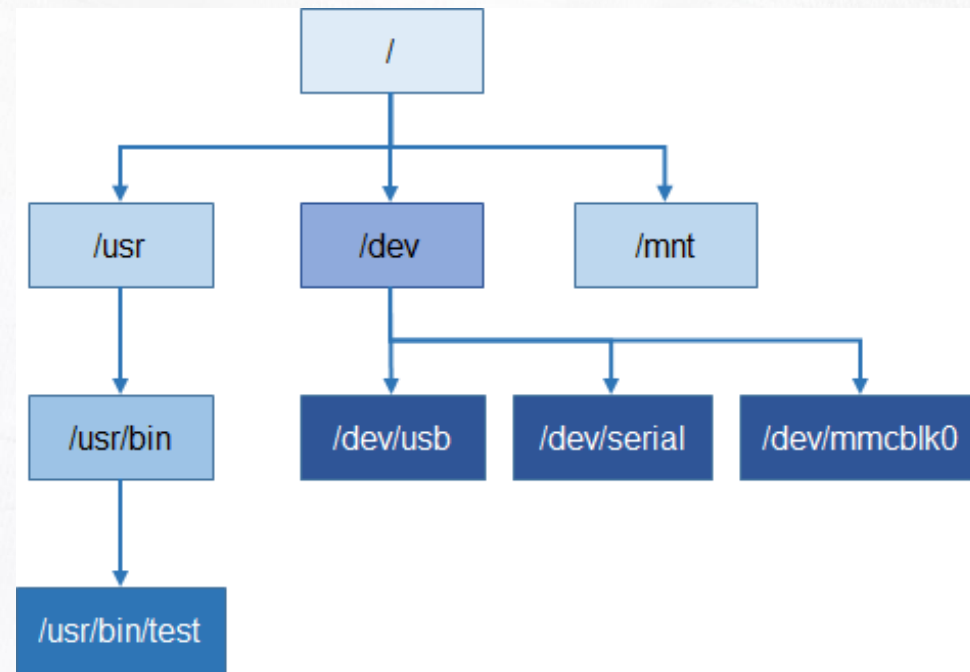 /
/usr
/dev
/mnt
/usr/bin
/dev/usb
/dev/serial
/dev/mmcblk0
/usr/bin/test